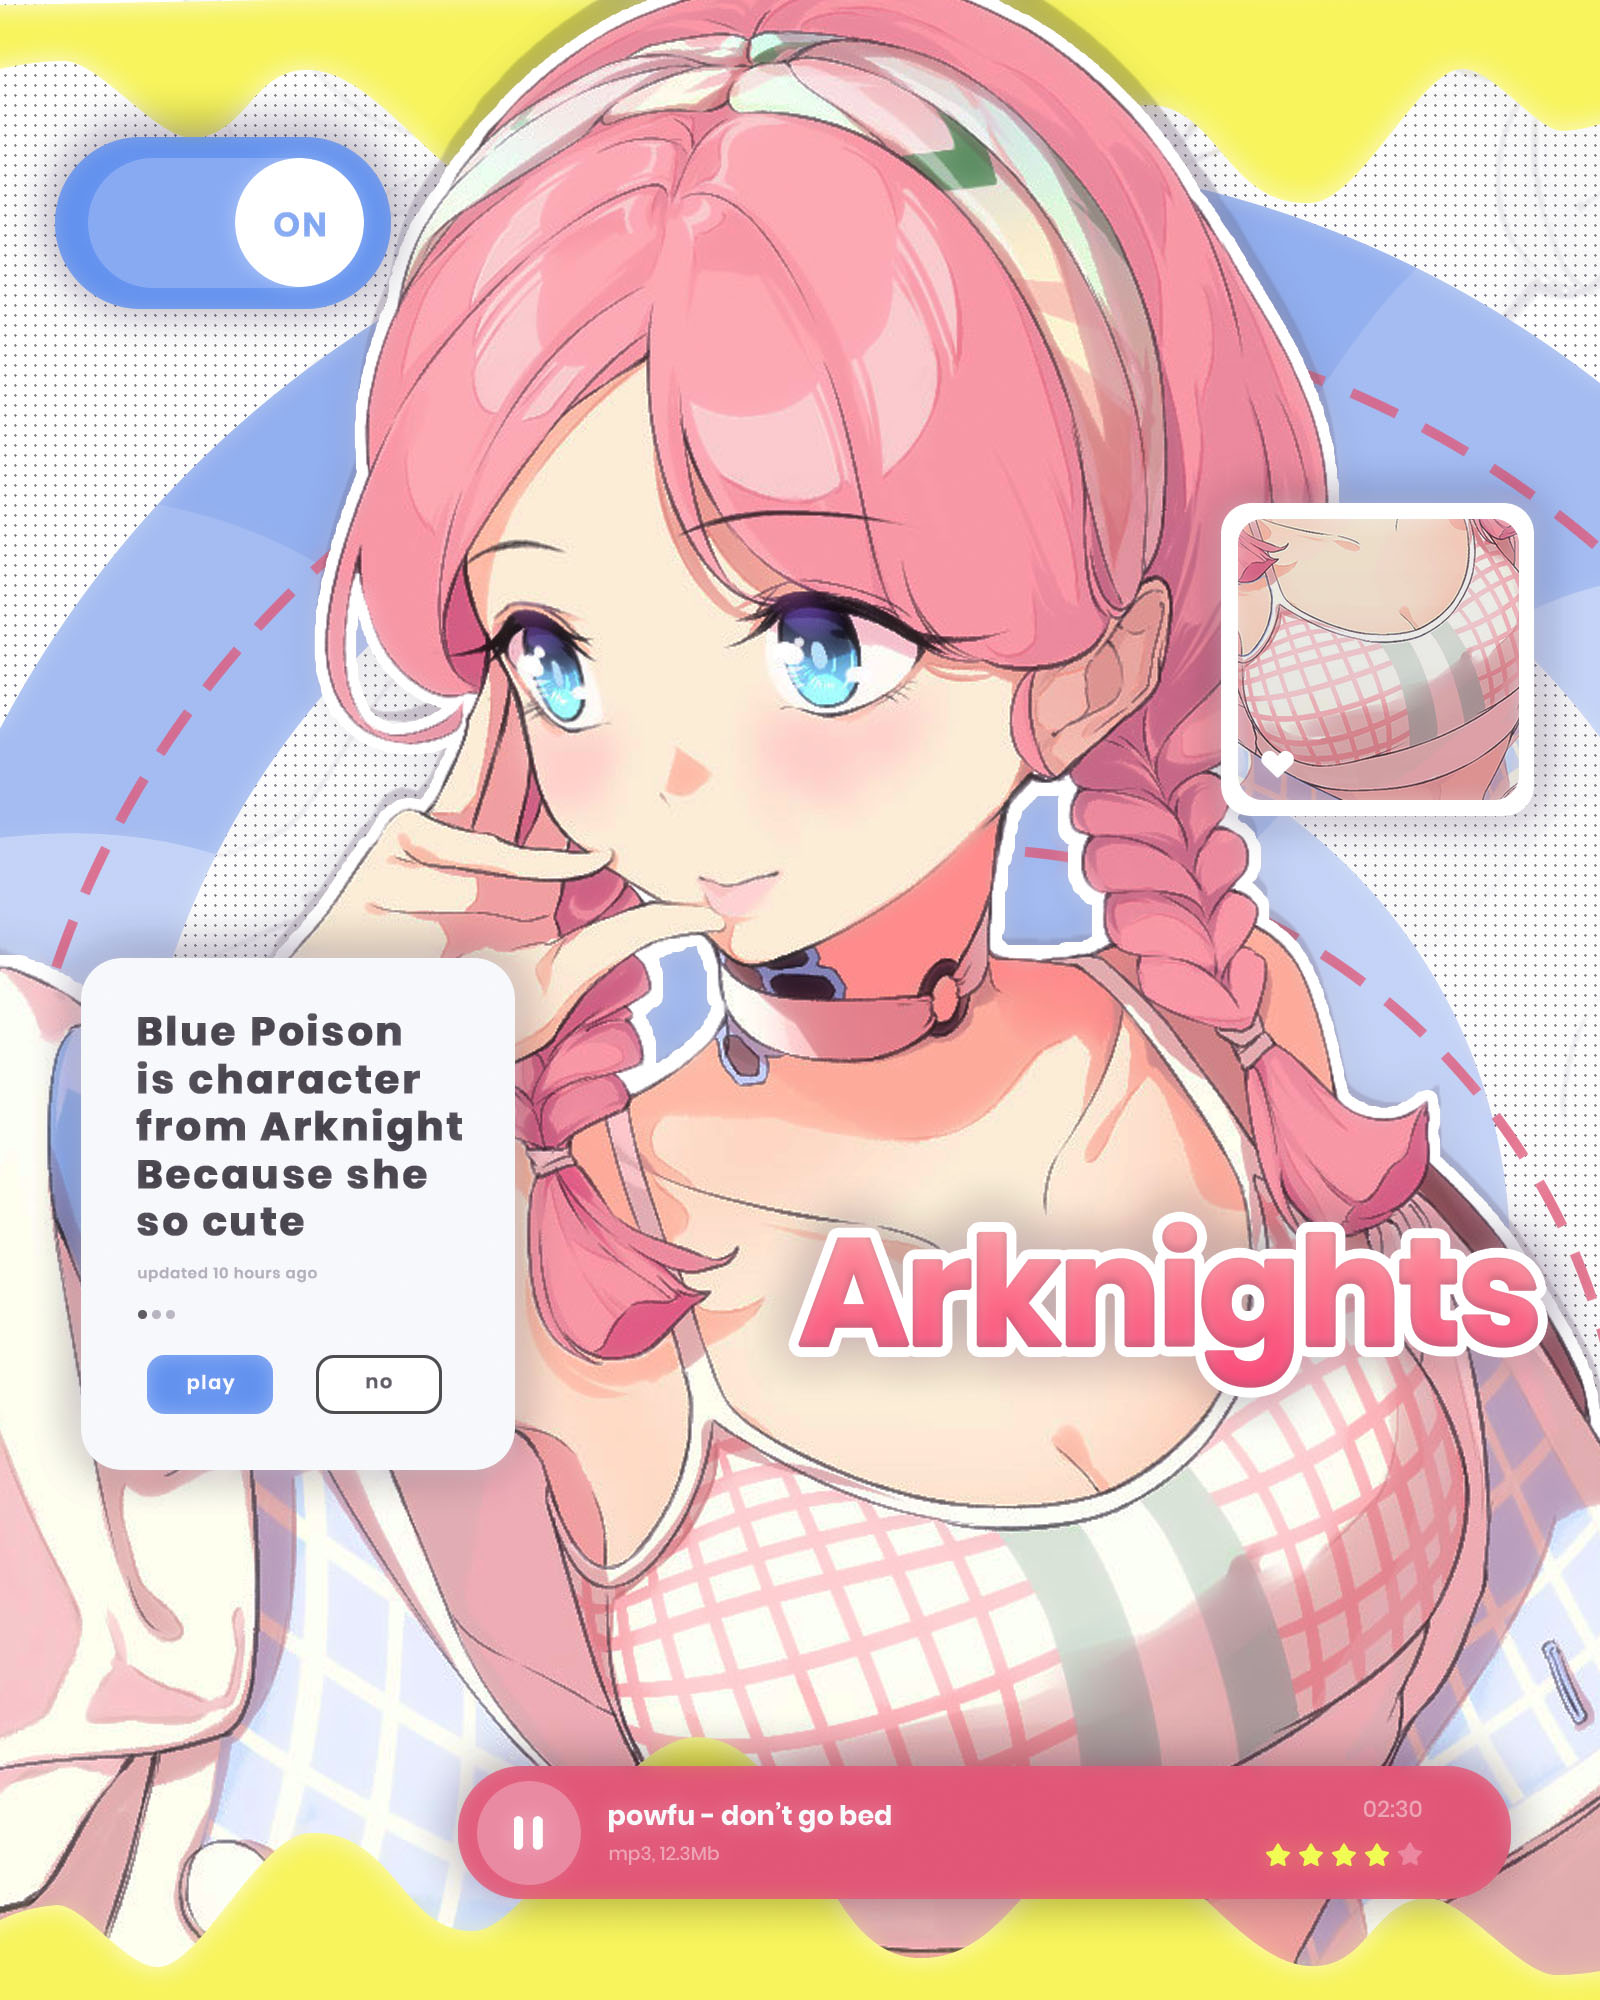 ON
Blue Poison
is character
from Arknight
Because she
so cute
updated 10 hours ago
play
no
Arknights
powfu - don't go bed
mp3, 12.3Mb
02:30